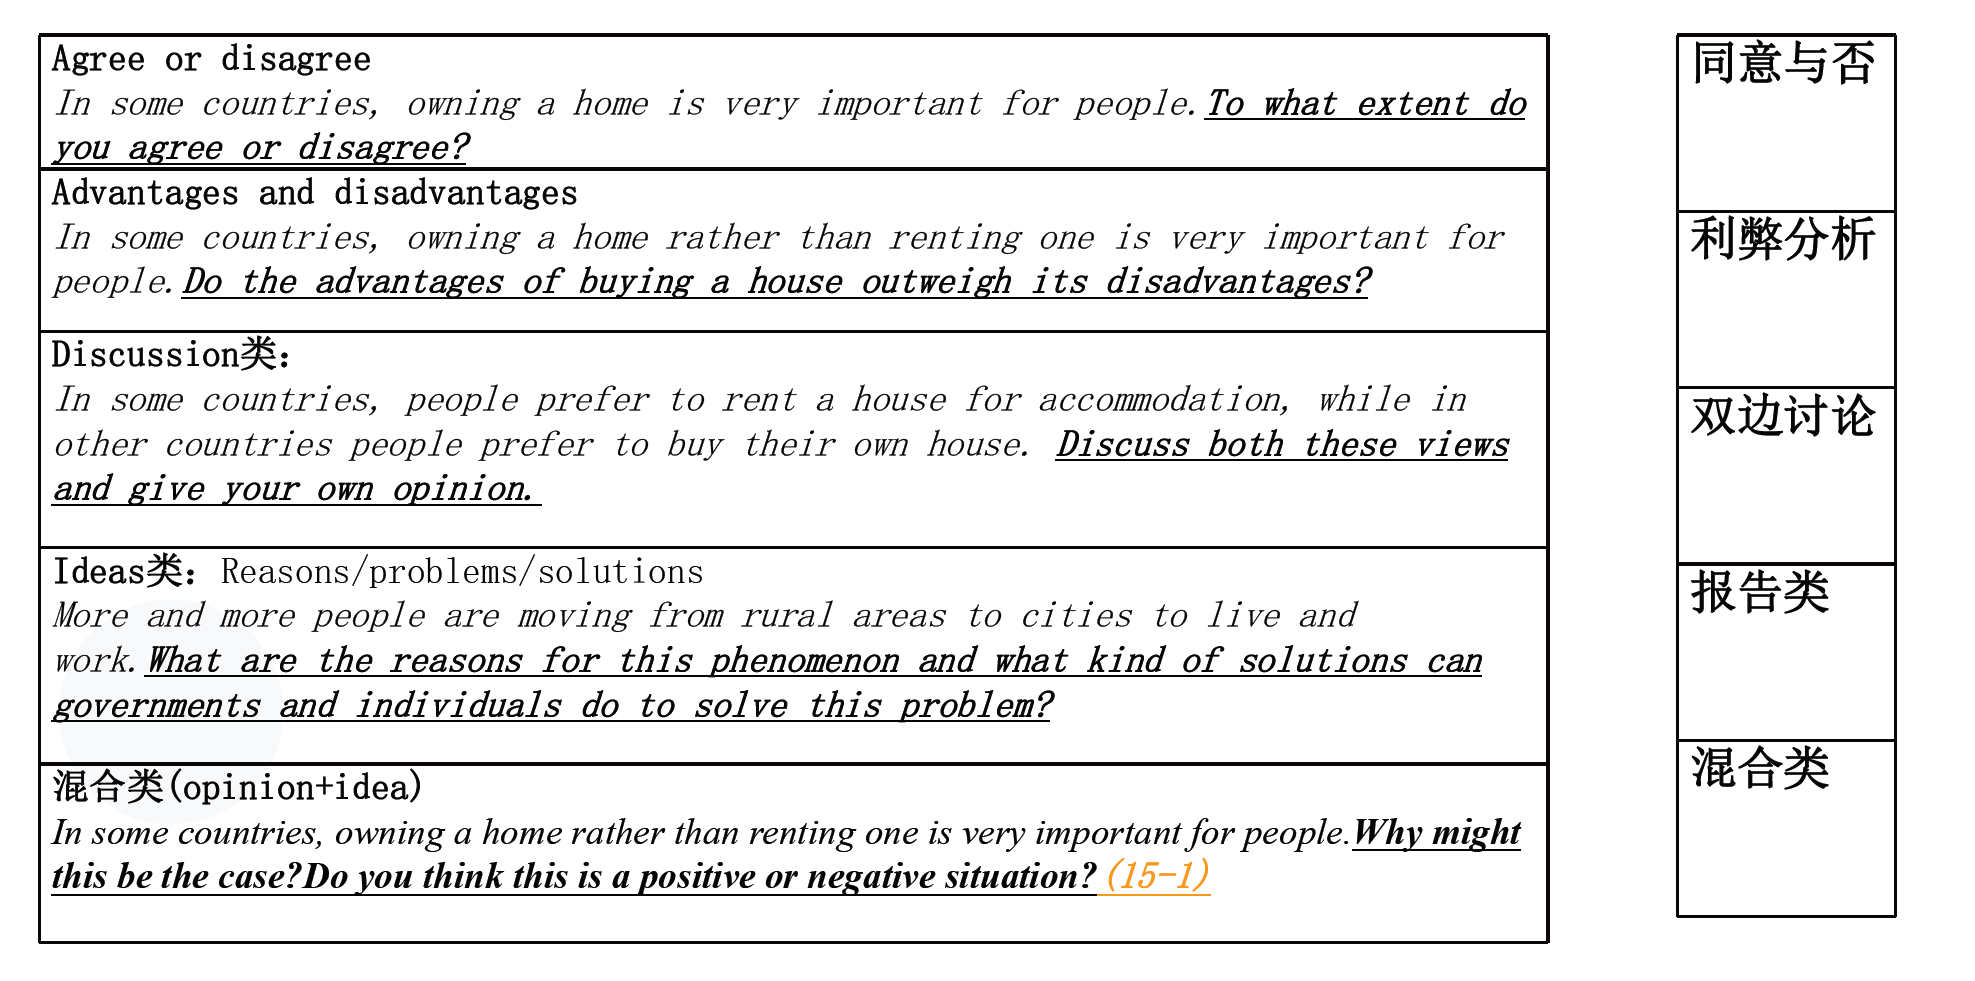 Agree or disagree
In some countries, owning a home is very important for people.To what extent do
you agree or disagree?
Advantages and disadvantages
In some countries, owning a home rather than renting one is very important for
people.Do the advantages of buying a house outweigh its disadvantages?
Discussion类：
In some countries, people prefer to rent a house for accommodation, while in
other countries people prefer to buy their own house. Discuss both these views
and give your own opinion.
Ideas类：Reasons/problems/solutions
More and more people are moving from rural areas to cities to live and
work.What are the reasons for this phenomenon and what kind of solutions can
governments and individuals do to solve this problem?
混合类(opinion+idea)
In some countries, owning a home rather than renting one is very important for people.Why might
this be the case?Do you think this is a positive or negative situation? (15-1)
同意与否
利弊分析
双边讨论
报告类
混合类